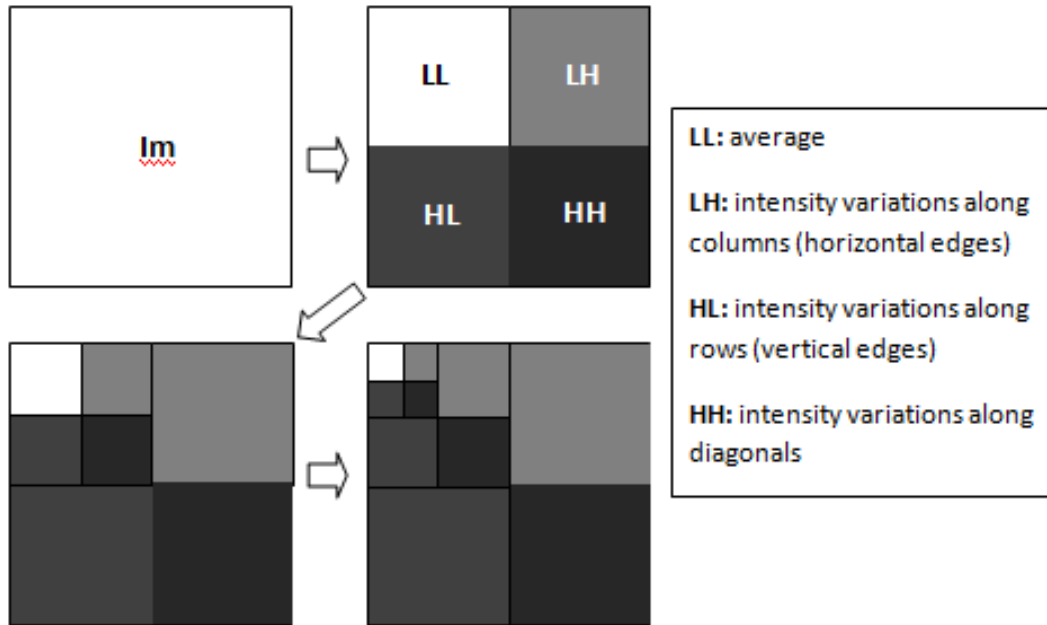 Im
LL
LH
HL
HH
LL: average
LH: intensity variations along
columns (horizontal edges)
HL: intensity variations along
rows (vertical edges)
HH: intensity variations along
diagonals